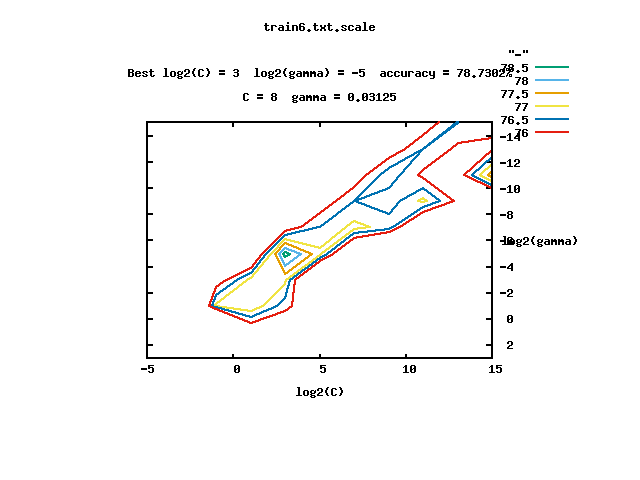 train6.txt.scale
"-"
Best log2(C) = 3  log2(gamma) = -5  accuracy = 78.7302%
78.5
78
77.5
77
76.5
76
C = 8  gamma = 0.03125
-14
-12
-10
-8
-6
log2(gamma)
-4
-2
0
2
-5 0 5 10 15
log2(C)